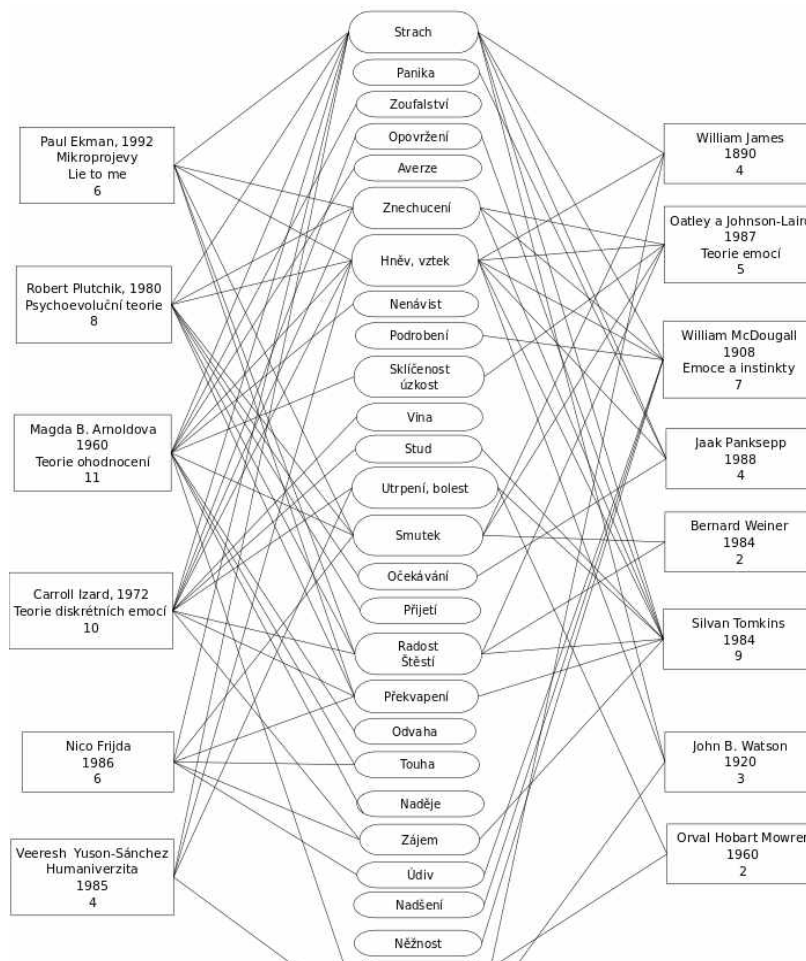 Strach
Panika
Zoufalství
Opovržení
Averze
Znechucení
Hněv, vztek
Nenávist
Podrobení
Sklíčenost
úzkost
Vina
Stud
Utrpení, bolest
Smutek
Očekávání
Přijetí
Radost
Štěstí
Překvapení
Odvaha
Touha
Naděje
Zájem
Údiv
Nadšení
Něžnost
Paul Ekman, 1992
Mikroprojevy
Lie to me
6
Robert Plutchik, 1980
Psychoevoluční teorie
8
Magda B. Arnoldova
1960
Teorie ohodnocení
11
Carroll Izard, 1972
Teorie diskrétních emocí
10
Nico Frijda
1986
6
Veeresh Yuson-Sánchez
Humaniverzita
1985
4
William James
1890
4
Oatley a Johnson-Laird
1987
Teorie emocí
5
William McDougall
1908
Emoce a instinkty
7
Jaak Panksepp
1988
4
Bernard Weiner
1984
2
Silvan Tomkins
1984
9
John B. Watson
1920
3
Orval Hobart Mowrer
1960
2